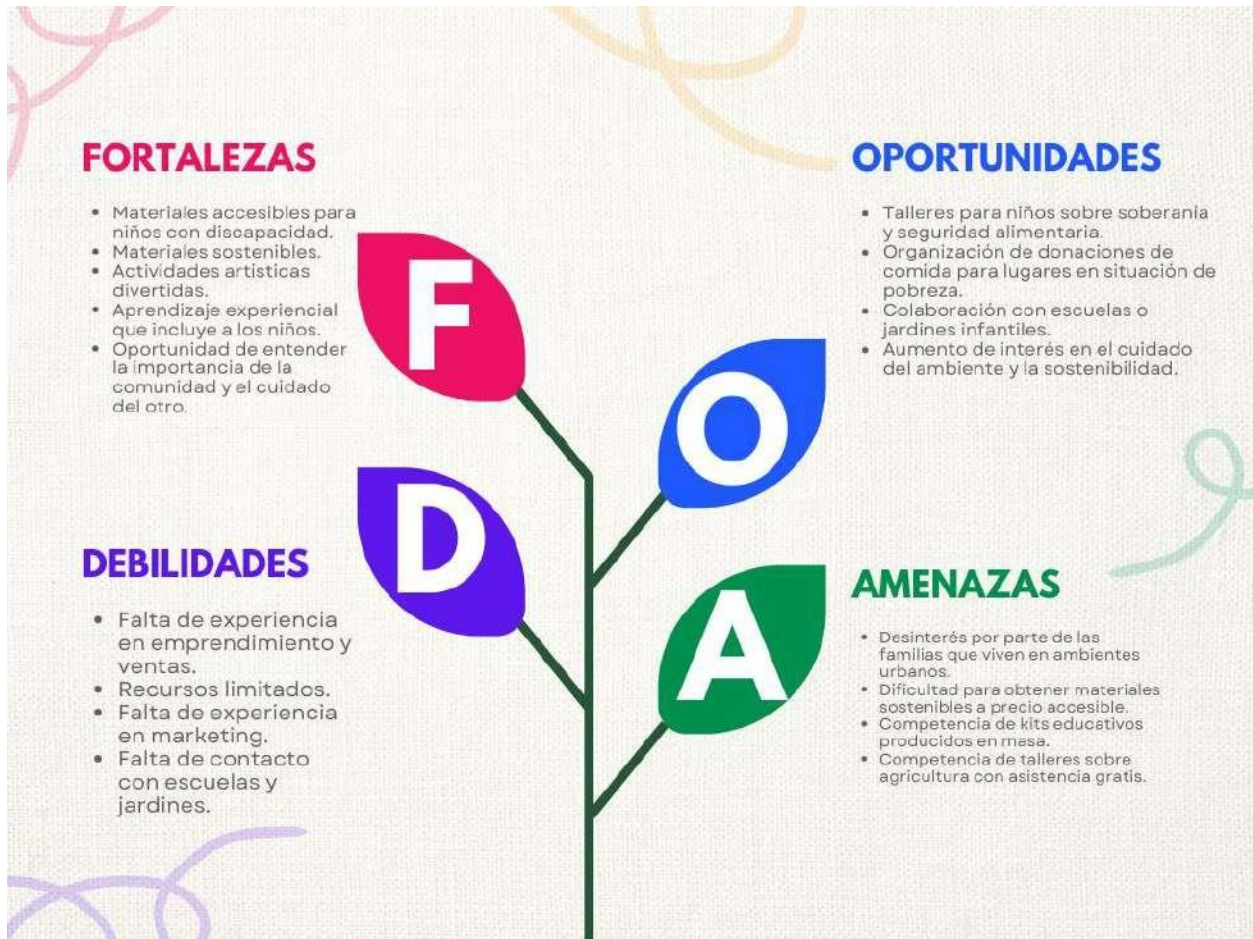 FORTALEZAS
• Materiales accesibles para
niños con discapacidad.
• Materiales sostenibles.
• Actividades artisticas
divertidas.
• Aprendizaje experiencial
que incluye a los niños.
• Oportunidad de entender
la importancia de la
comunidad y el cuidado
del otro.
F
OPORTUNIDADES
• Talleres para niños sobre soberanía
y seguridad alimentaria.
• Organización de donaciones de
comida para lugares en situación de
pobreza.
• Colaboración con escuelas o
jardines infantiles.
• Aumento de interés en el cuidado
del ambiente y la sostenibilidad.
O
DEBILIDADES
• Falta de experiencia
en emprendimiento y
ventas.
• Recursos limitados.
• Falta de experiencia
en marketing.
• Falta de contacto
con escuelas y
jardines.
D
AMENAZAS
• Desinterés por parte de las
familias que viven en ambientes
urbanos.
• Dificultad para obtener materiales
sostenibles a precio accesible.
• Competencia de kits educativos
producidos en masa.
• Competencia de talleres sobre
agricultura con asistencia gratis.
A